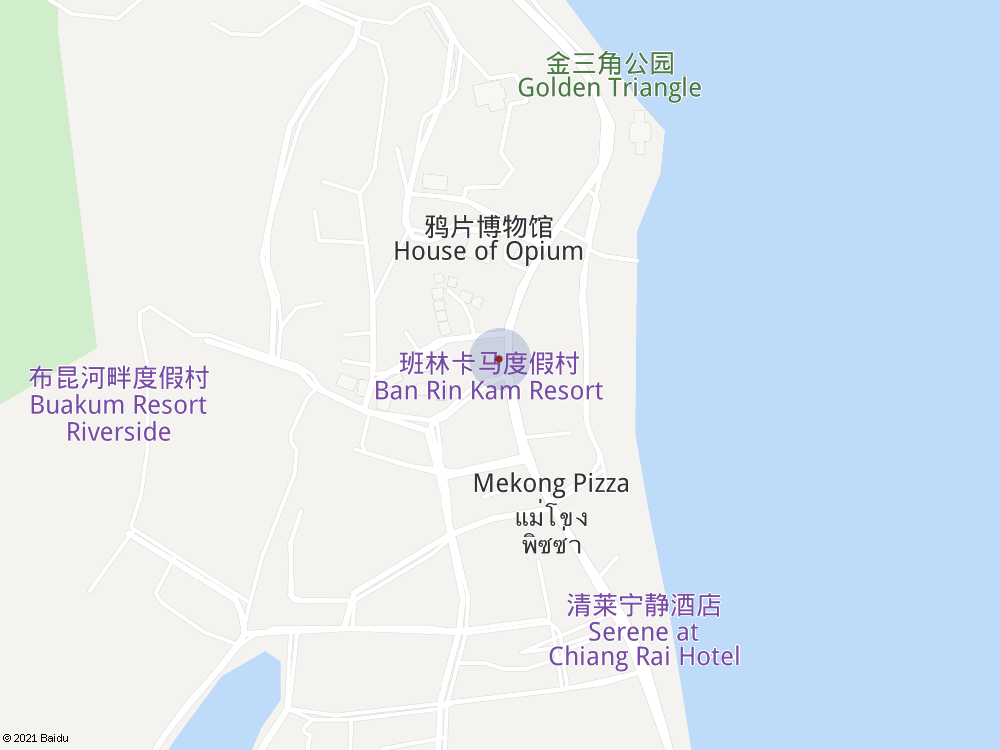 金三角公园
Golden Triangle
鸦片博物馆
House of Opium
班林卡马度假村
Ban Rin Kam Resort
布昆河畔度假村
Buakum Resort
Riverside
Mekong Pizza
แม่โขง
พิซซ่า
清莱宁静酒店
Serene at
Chiang Rai Hotel
© 2021 Baidu